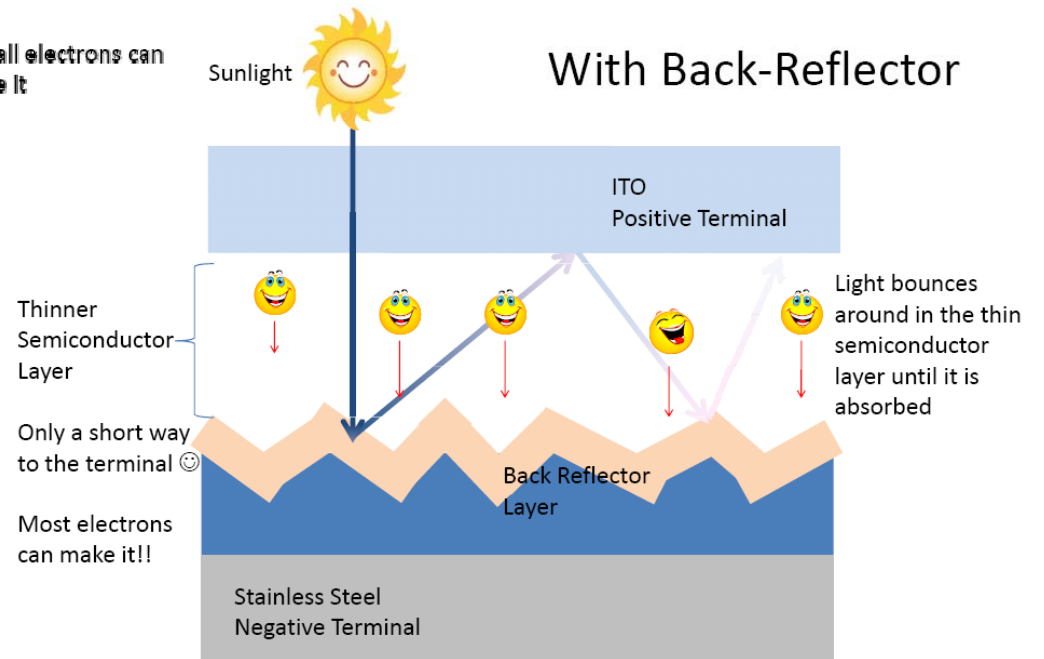 all electrons can
e It
Sunlight
With Back-Reflector
ITO
Positive Terminal
Thinner
Semiconductor
Layer
Light bounces
around in the thin
semiconductor
layer until it is
absorbed
Only a short way
to the terminal ☺
Most electrons
can make it!!
Back Reflector
Layer
Stainless Steel
Negative Terminal